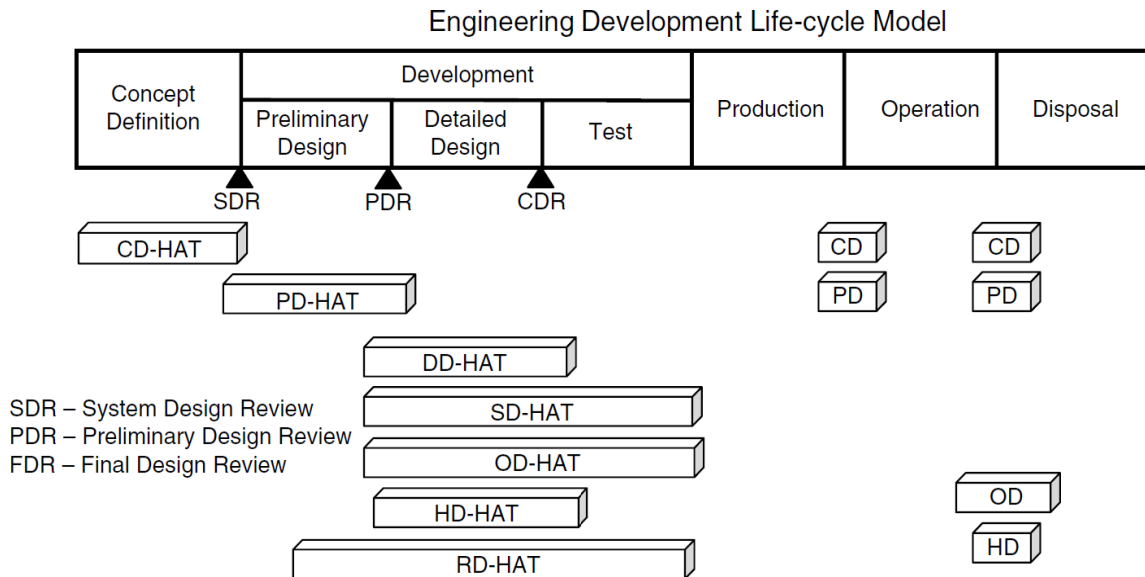 Engineering Development Life-cycle Model
Concept
Definition
Development
Preliminary
Design
Detailed
Design
Test
Production
Operation
Disposal
SDR
PDR
CDR
CD-HAT
CD
CD
PD-HAT
PD
PD
DD-HAT
SDR – System Design Review
PDR – Preliminary Design Review
FDR – Final Design Review
SD-HAT
OD-HAT
HD-HAT
OD
RD-HAT
HD